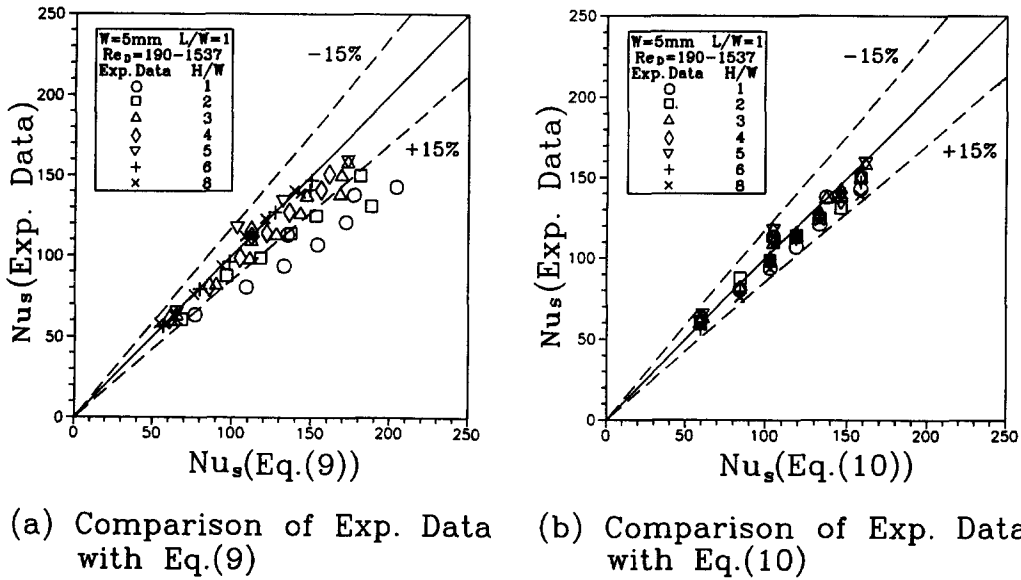 Nus(Exp. Data)
250
200
150
100
50
0
W=5mm L/W=1
ReD=190-1537
Exp.Data H/W
1
2
3
4
5
6
8
-15%
+15%
0 50 100 150 200 250
Nus(Eq.(9))
(a) Comparison of Exp. Data
with Eq.(9)
Nus(Exp. Data)
250
200
150
100
50
0
W=5mm L/W=1
ReD=190-1537
Exp.Data H/W
1
2
3
4
5
6
8
-15%
+15%
0 50 100 150 200 250
Nus(Eq.(10))
(b) Comparison of Exp. Data
with Eq.(10)